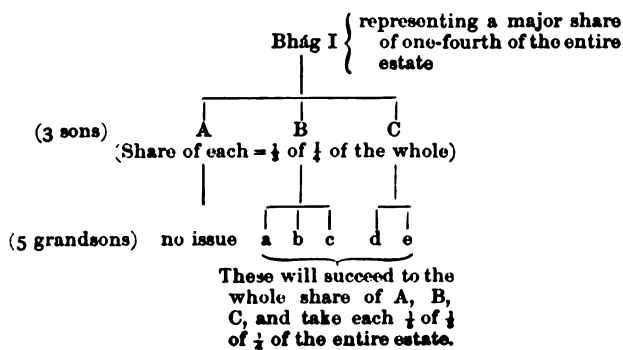 Bhág I { representing a major share
of one-fourth of the entire
estate
(3 sons) A B C
(Share of each = ⅓ of ¼ of the whole)
(5 grandsons) no issue a b c d e
These will succeed to the
whole share of A, B,
C, and take each ⅕ of ⅓
of ¼ of the entire estate.